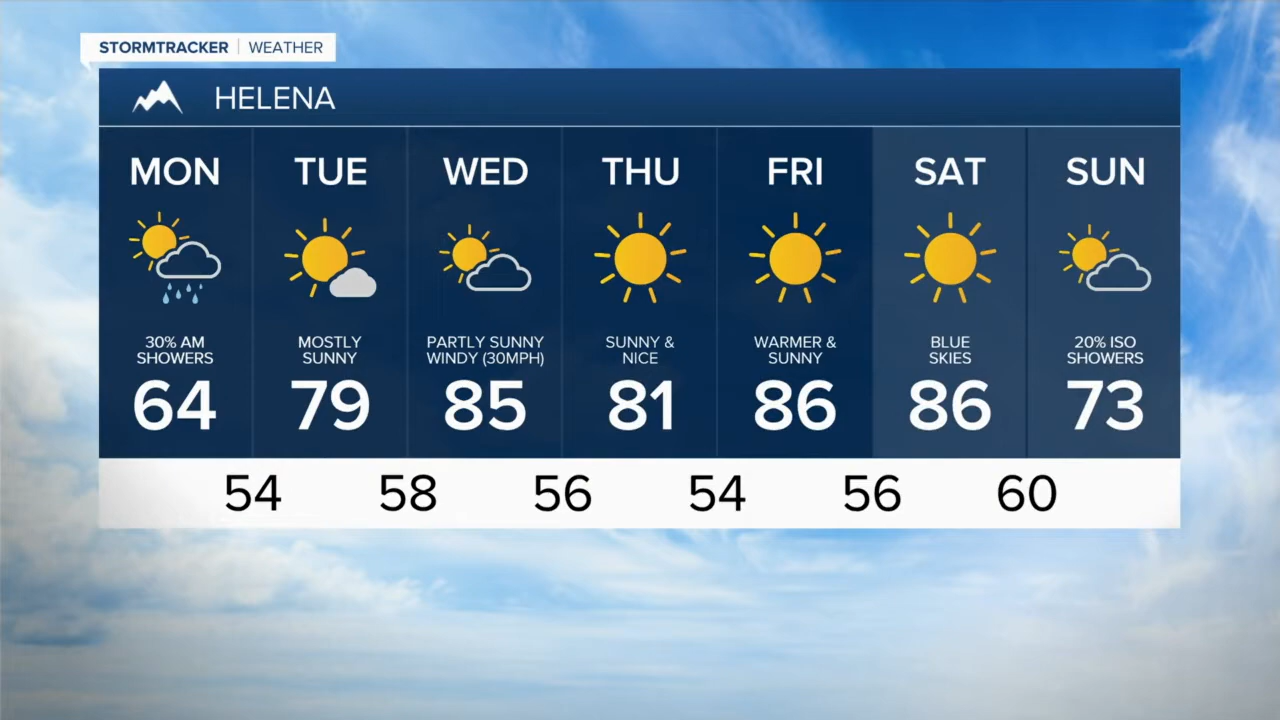 STORMTRACKER | WEATHER
HELENA
MON
30% AM
SHOWERS
64
TUE
MOSTLY
SUNNY
79
WED
PARTLY SUNNY
WINDY (30MPH)
85
THU
SUNNY &
NICE
81
FRI
WARMER &
SUNNY
86
SAT
BLUE
SKIES
86
SUN
20% ISO
SHOWERS
73
54 58 56 54 56 60